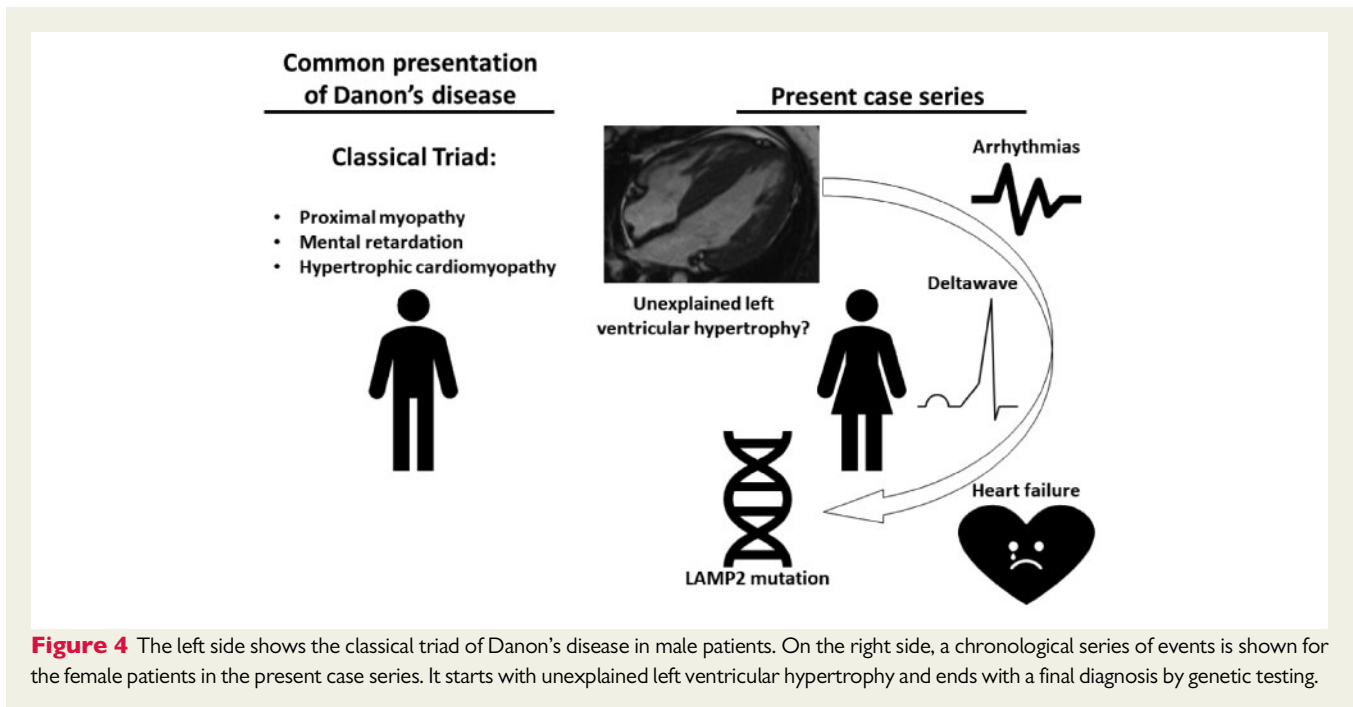 Common presentation
of Danon's disease
Classical Triad:
• Proximal myopathy
• Mental retardation
• Hypertrophic cardiomyopathy
Present case series
Unexplained left
ventricular hypertrophy?
Arrhythmias
Deltawave
Heart failure
LAMP2 mutation
Figure 4 The left side shows the classical triad of Danon's disease in male patients. On the right side, a chronological series of events is shown for
the female patients in the present case series. It starts with unexplained left ventricular hypertrophy and ends with a final diagnosis by genetic testing.